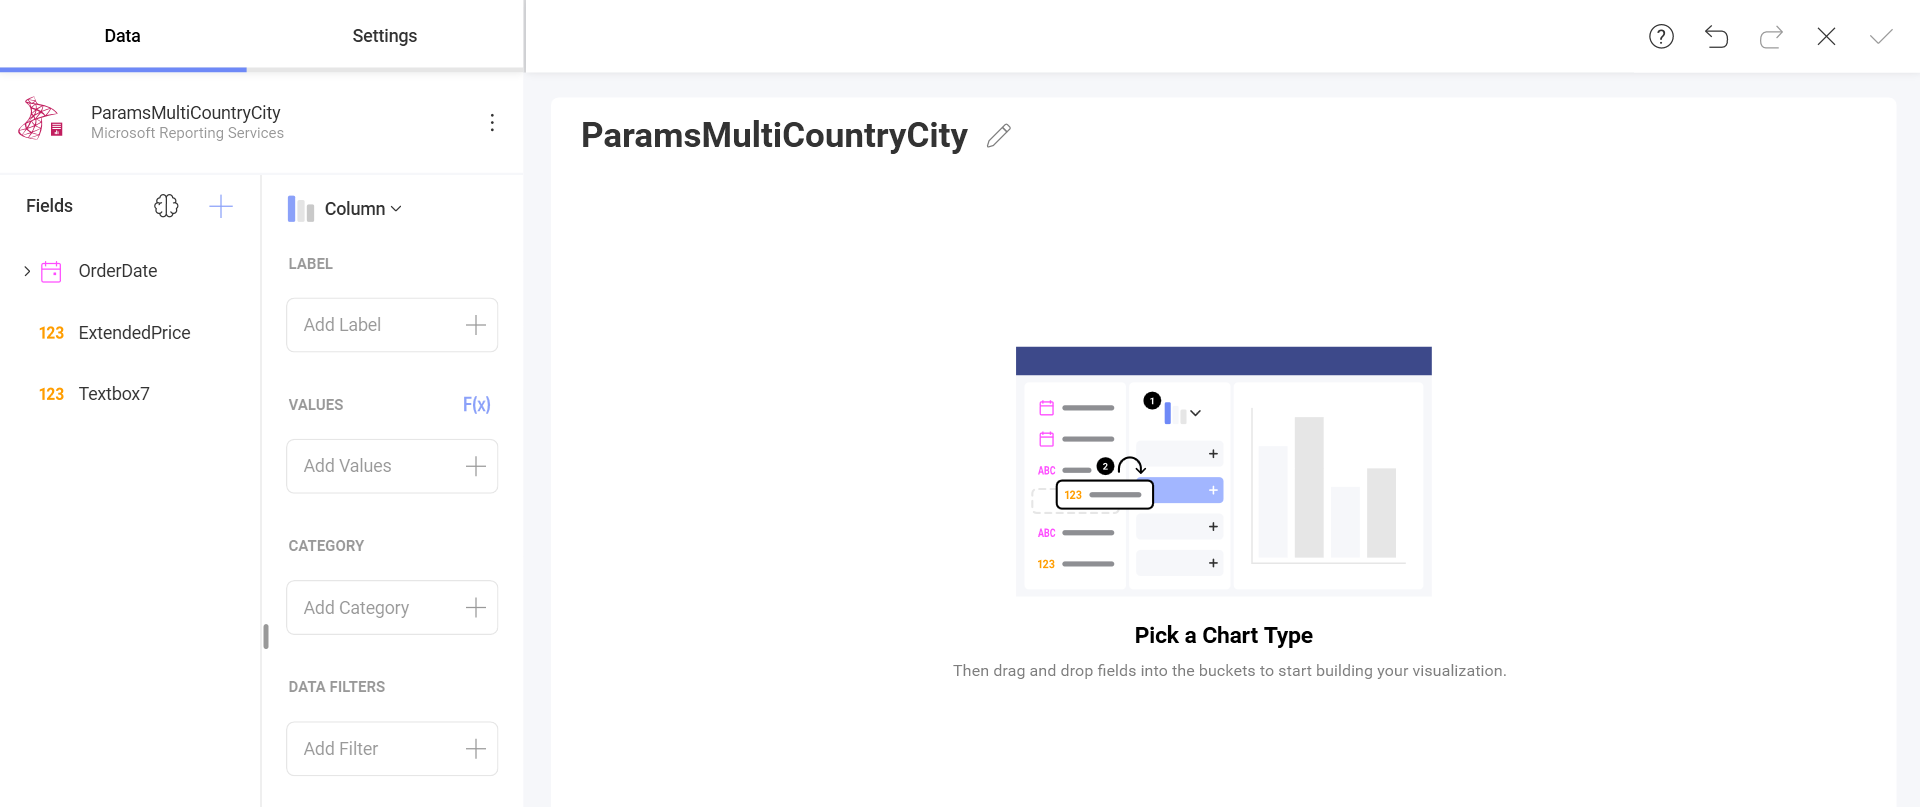 Data
Settings
ParamsMultiCountryCity
Microsoft Reporting Services
Fields
OrderDate
123 ExtendedPrice
123 Textbox7
Column
LABEL
Add Label
VALUES F(x)
Add Values
CATEGORY
Add Category
DATA FILTERS
Add Filter
?
ParamsMultiCountryCity
1
ABC
2
123
ABC
123
Pick a Chart Type
Then drag and drop fields into the buckets to start building your visualization.